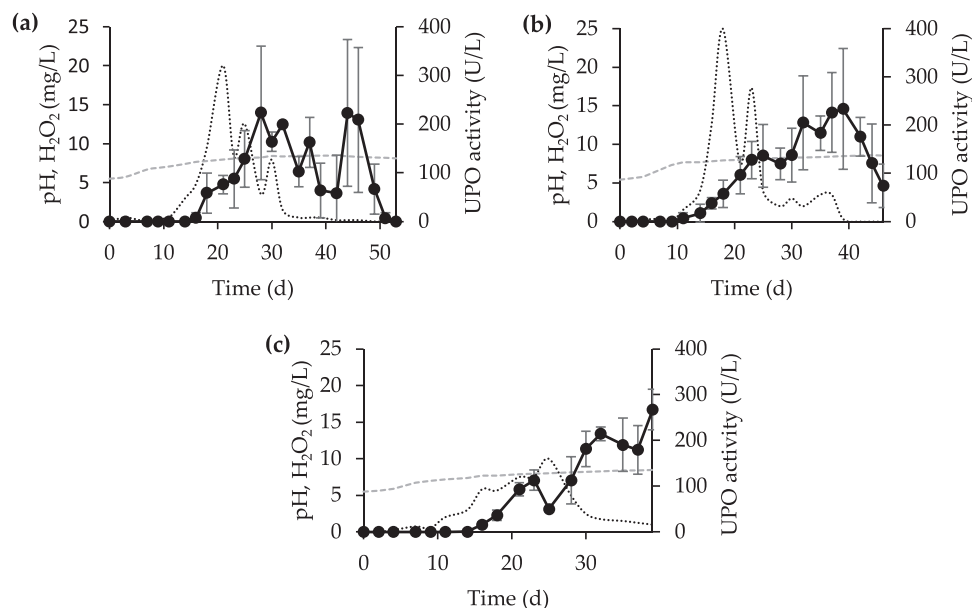 (a)
25
20
15
10
5
0
pH, H₂O₂ (mg/L)
400
300
200
100
0
UPO activity (U/L)
0 10 20 30 40 50
Time (d)
(b)
25
20
15
10
5
0
pH, H₂O₂ (mg/L)
400
300
200
100
0
UPO activity (U/L)
0 10 20 30 40
Time (d)
(c)
25
20
15
10
5
0
pH, H₂O₂ (mg/L)
400
300
200
100
0
UPO activity (U/L)
0 10 20 30
Time (d)